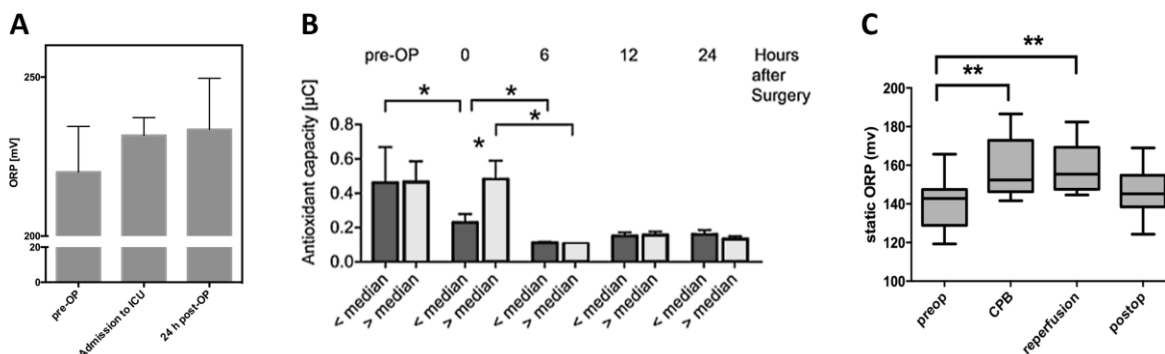 A
250
200
20
0
ORP [mV]
pre-OP
Admission to ICU
24 h post-OP
B
pre-OP 0 6 12 24 Hours
after
Surgery
* * * *
0.8
0.6
0.4
0.2
0.0
Antioxidant capacity [µC]
< median
> median
< median
> median
< median
> median
< median
> median
< median
> median
C
**
**
200
180
160
140
120
100
static ORP (mv)
preop
CPB
reperfusion
postop